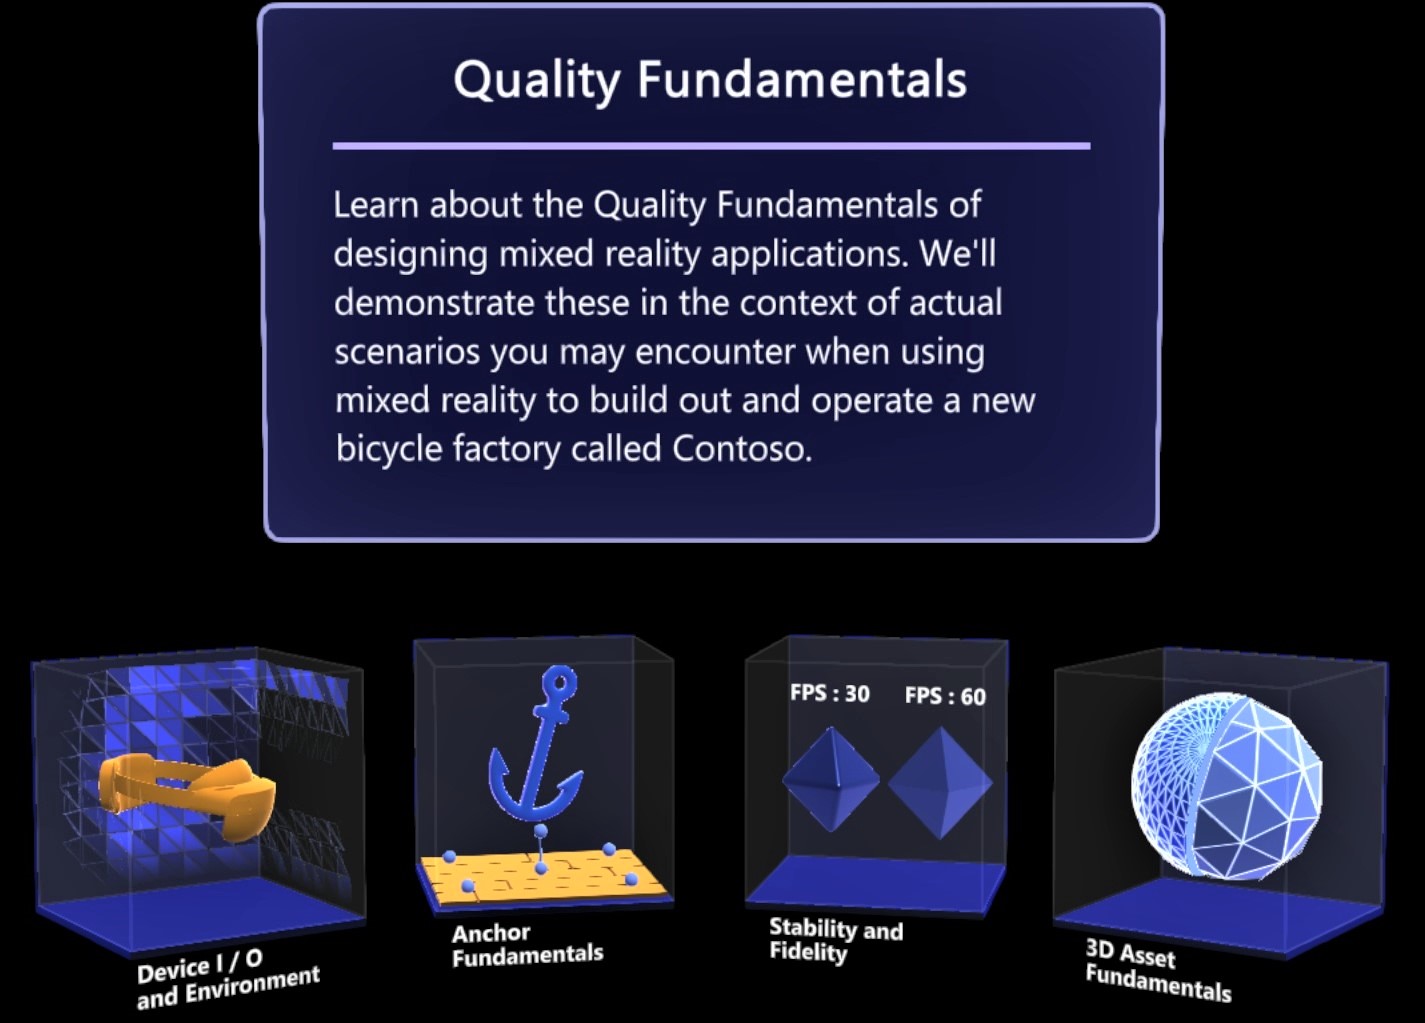 Quality Fundamentals
Learn about the Quality Fundamentals of
designing mixed reality applications. We'll
demonstrate these in the context of actual
scenarios you may encounter when using
mixed reality to build out and operate a new
bicycle factory called Contoso.
FPS : 30 FPS : 60
Device I / O
and Environment
Anchor
Fundamentals
Stability and
Fidelity
3D Asset
Fundamentals